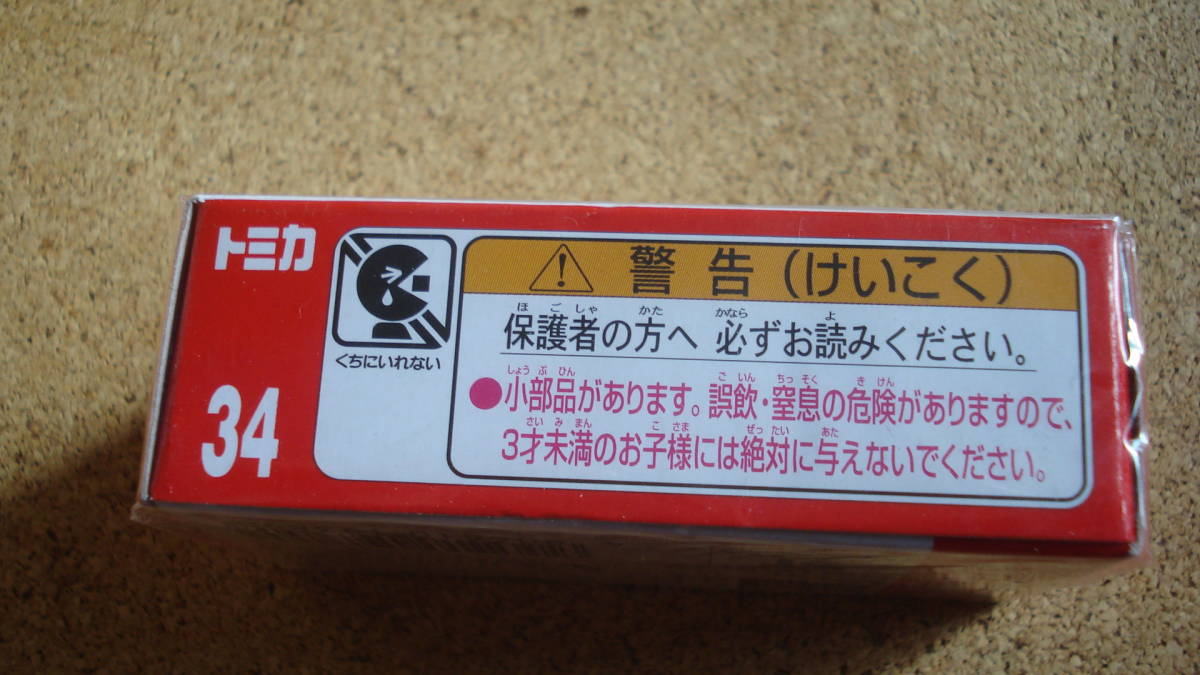 トミカ
34
くちにいれない
警告（けいこく）
ほごしゃ かた かなら よ
保護者の方へ 必ずお読みください。
しょうぶひん ごいん ちっそく きけん
●小部品があります。誤飲・窒息の危険がありますので、
さいみまん こさま ぜったい あた
3才未満のお子様には絶対に与えないでください。